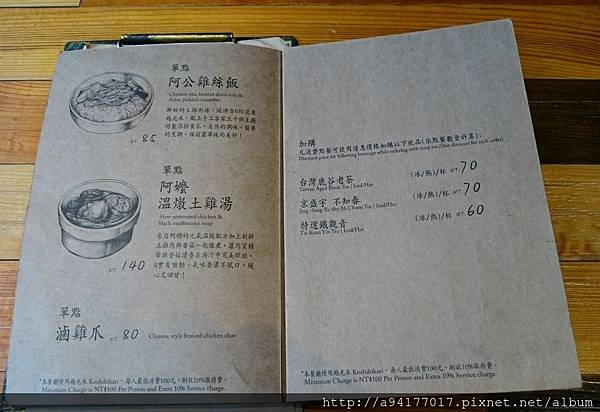 單點
阿公雞絲飯
Chicken rice, braised dried tofu &
Asian pickled cucumber
NT 85
單點
阿嬤
溫燉土雞湯
Slow-simmered chicken &
black mushrooms soup
NT 140
單點
滷雞爪 NT 80 Chinese style braised chicken claw
*本餐廳使用越光米 Koshihikari，每人最低消費100元，酌收10%服務費。
Minimum Charge is NT$100 Per Person and Extra 10% Service charge.
加購
凡消費點餐可使用優惠價格加購以下飲品(依點餐數量計算):
Discount price for following beverage while ordering with meal set (One discount for each order)
台灣鹿谷老茶 (冰/熱)/杯 NT. 70
Taiwan Aged Black Tea | Iced/Hot
京盛宇 不知春 (冰/熱)/杯 NT. 70
Jing-Sung-Yu She Jih Chuen Tea | Iced/Hot
特選鐵觀音 (冰/熱)/杯 NT. 60
Tie Kuan Yin Tea | Iced/Hot
*本餐廳使用越光米 Koshihikari，每人最低消費100元，酌收10%服務費。
Minimum Charge is NT$100 Per Person and Extra 10% Service charge.
http://a94177017.pixnet.net/album